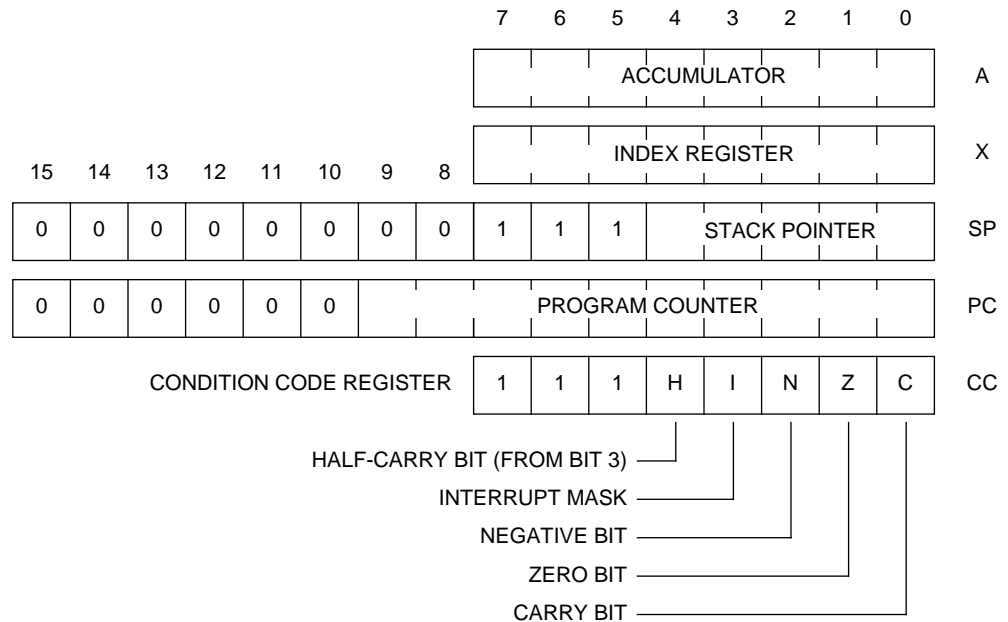 7 6 5 4 3 2 1 0
ACCUMULATOR A
INDEX REGISTER X
15 14 13 12 11 10 9 8
0 0 0 0 0 0 0 0 1 1 1 STACK POINTER SP
0 0 0 0 0 0 PROGRAM COUNTER PC
CONDITION CODE REGISTER 1 1 1 H I N Z C CC
HALF-CARRY BIT (FROM BIT 3)
INTERRUPT MASK
NEGATIVE BIT
ZERO BIT
CARRY BIT